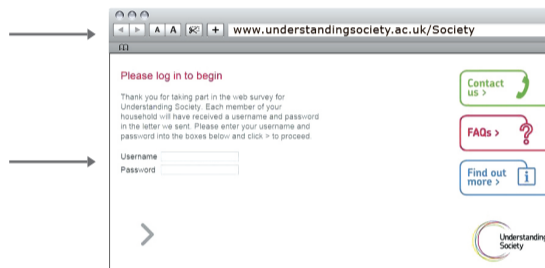 A A + www.understandingsociety.ac.uk/Society
Please log in to begin
Thank you for taking part in the web survey for
Understanding Society. Each member of your
household will have received a username and password
in the letter we sent. Please enter your username and
password into the boxes below and click > to proceed.
Username
Password
Contact
us >
FAQs >
?
Find out
more >
i
Understanding
Society